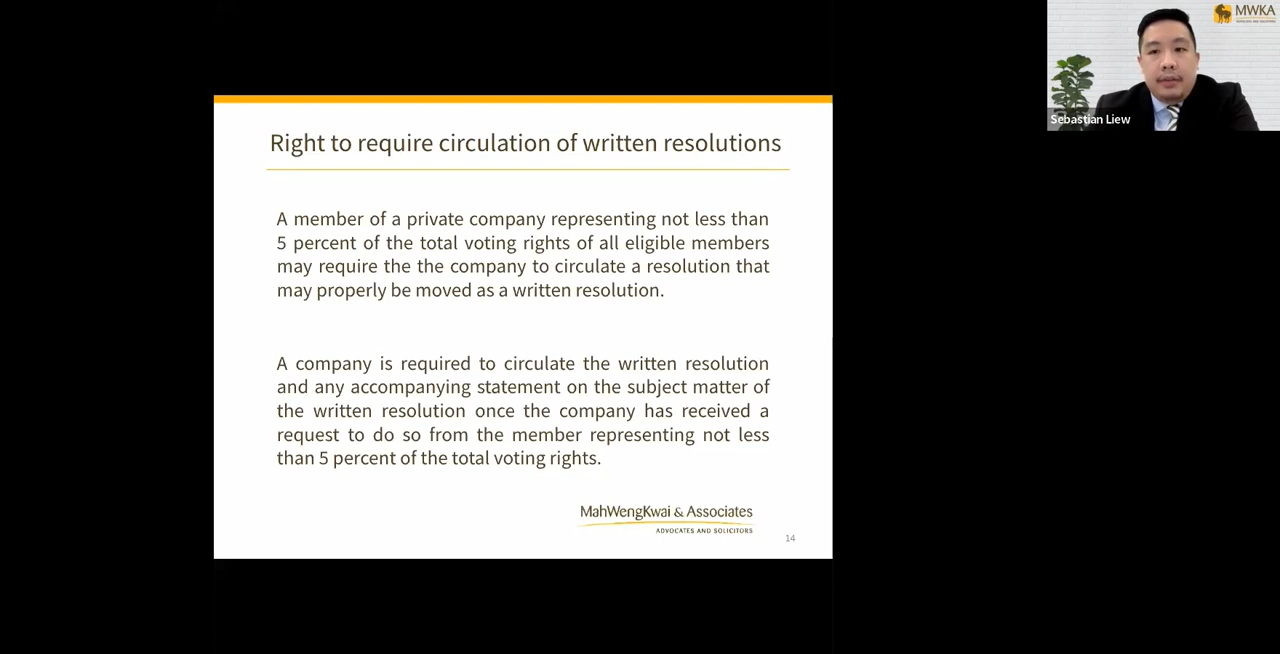 MWKA
Sebastian Liew
Right to require circulation of written resolutions
A member of a private company representing not less than
5 percent of the total voting rights of all eligible members
may require the the company to circulate a resolution that
may properly be moved as a written resolution.
A company is required to circulate the written resolution
and any accompanying statement on the subject matter of
the written resolution once the company has received a
request to do so from the member representing not less
than 5 percent of the total voting rights.
MahWengKwai & Associates
ADVOCATES AND SOLICITORS
14